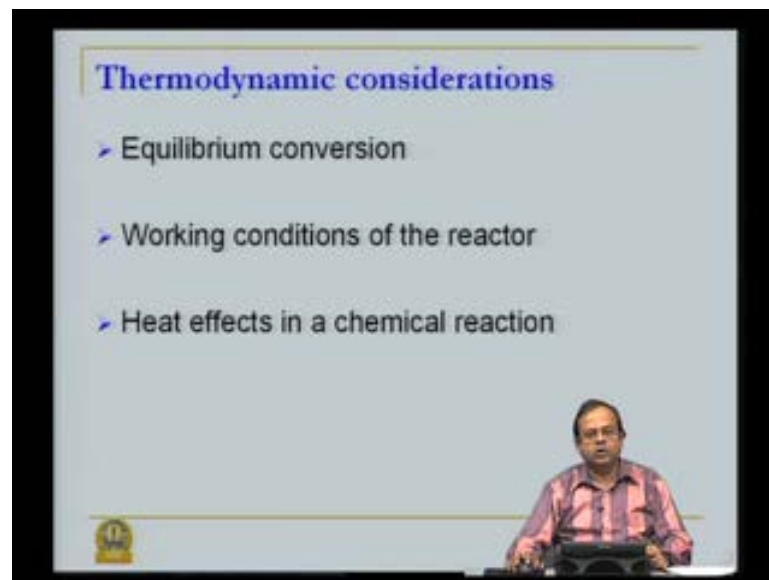 Thermodynamic considerations
Equilibrium conversion
Working conditions of the reactor
Heat effects in a chemical reaction